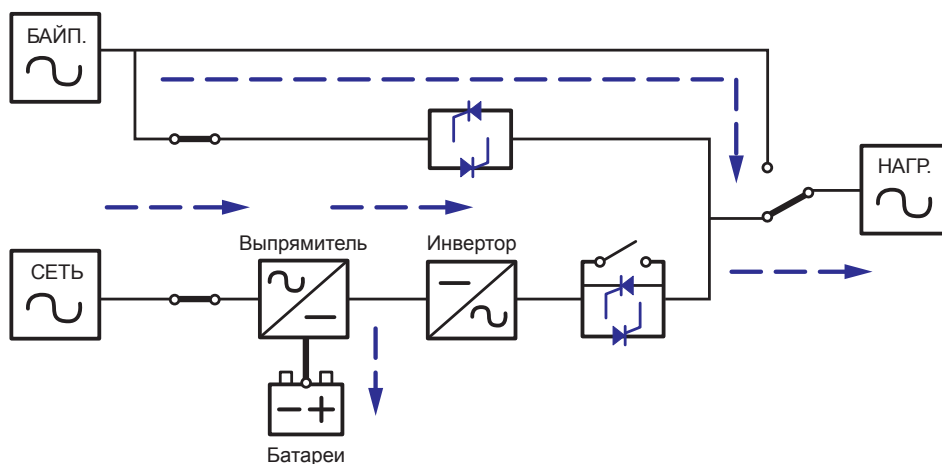 БАЙП.
НАГР.
Выпрямитель
Инвертор
СЕТЬ
Батареи